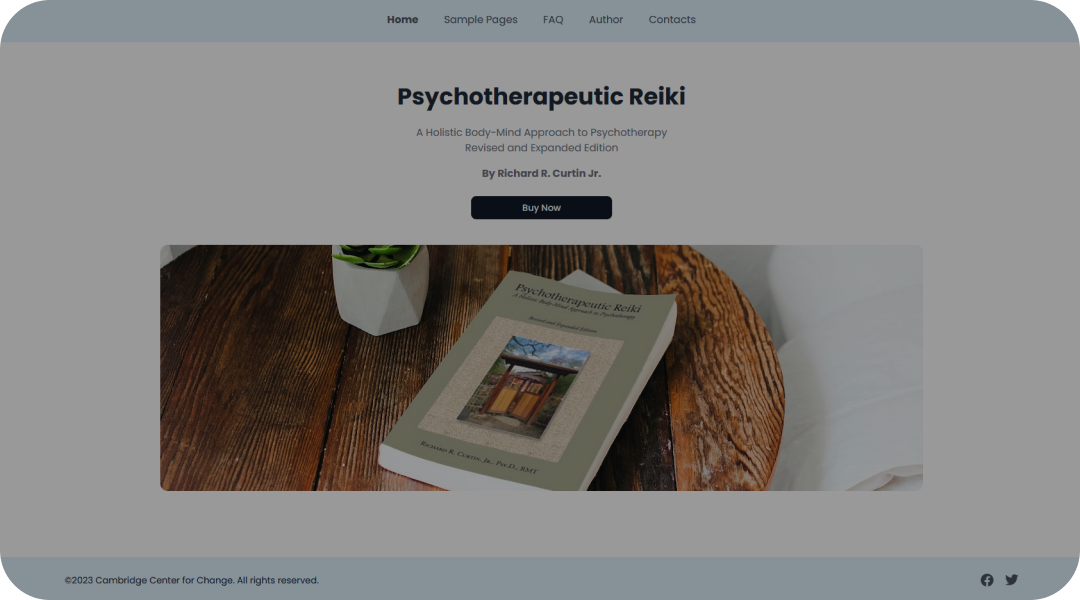 Home Sample Pages FAQ Author Contacts
Psychotherapeutic Reiki
A Holistic Body-Mind Approach to Psychotherapy
Revised and Expanded Edition
By Richard R. Curtin Jr.
Buy Now
Psychotherapeutic Reiki
A Holistic Body-Mind Approach to Psychotherapy
Revised and Expanded Edition
Richard R. Curtin, Jr., Psy.D., RMT
©2023 Cambridge Center for Change. All rights reserved.